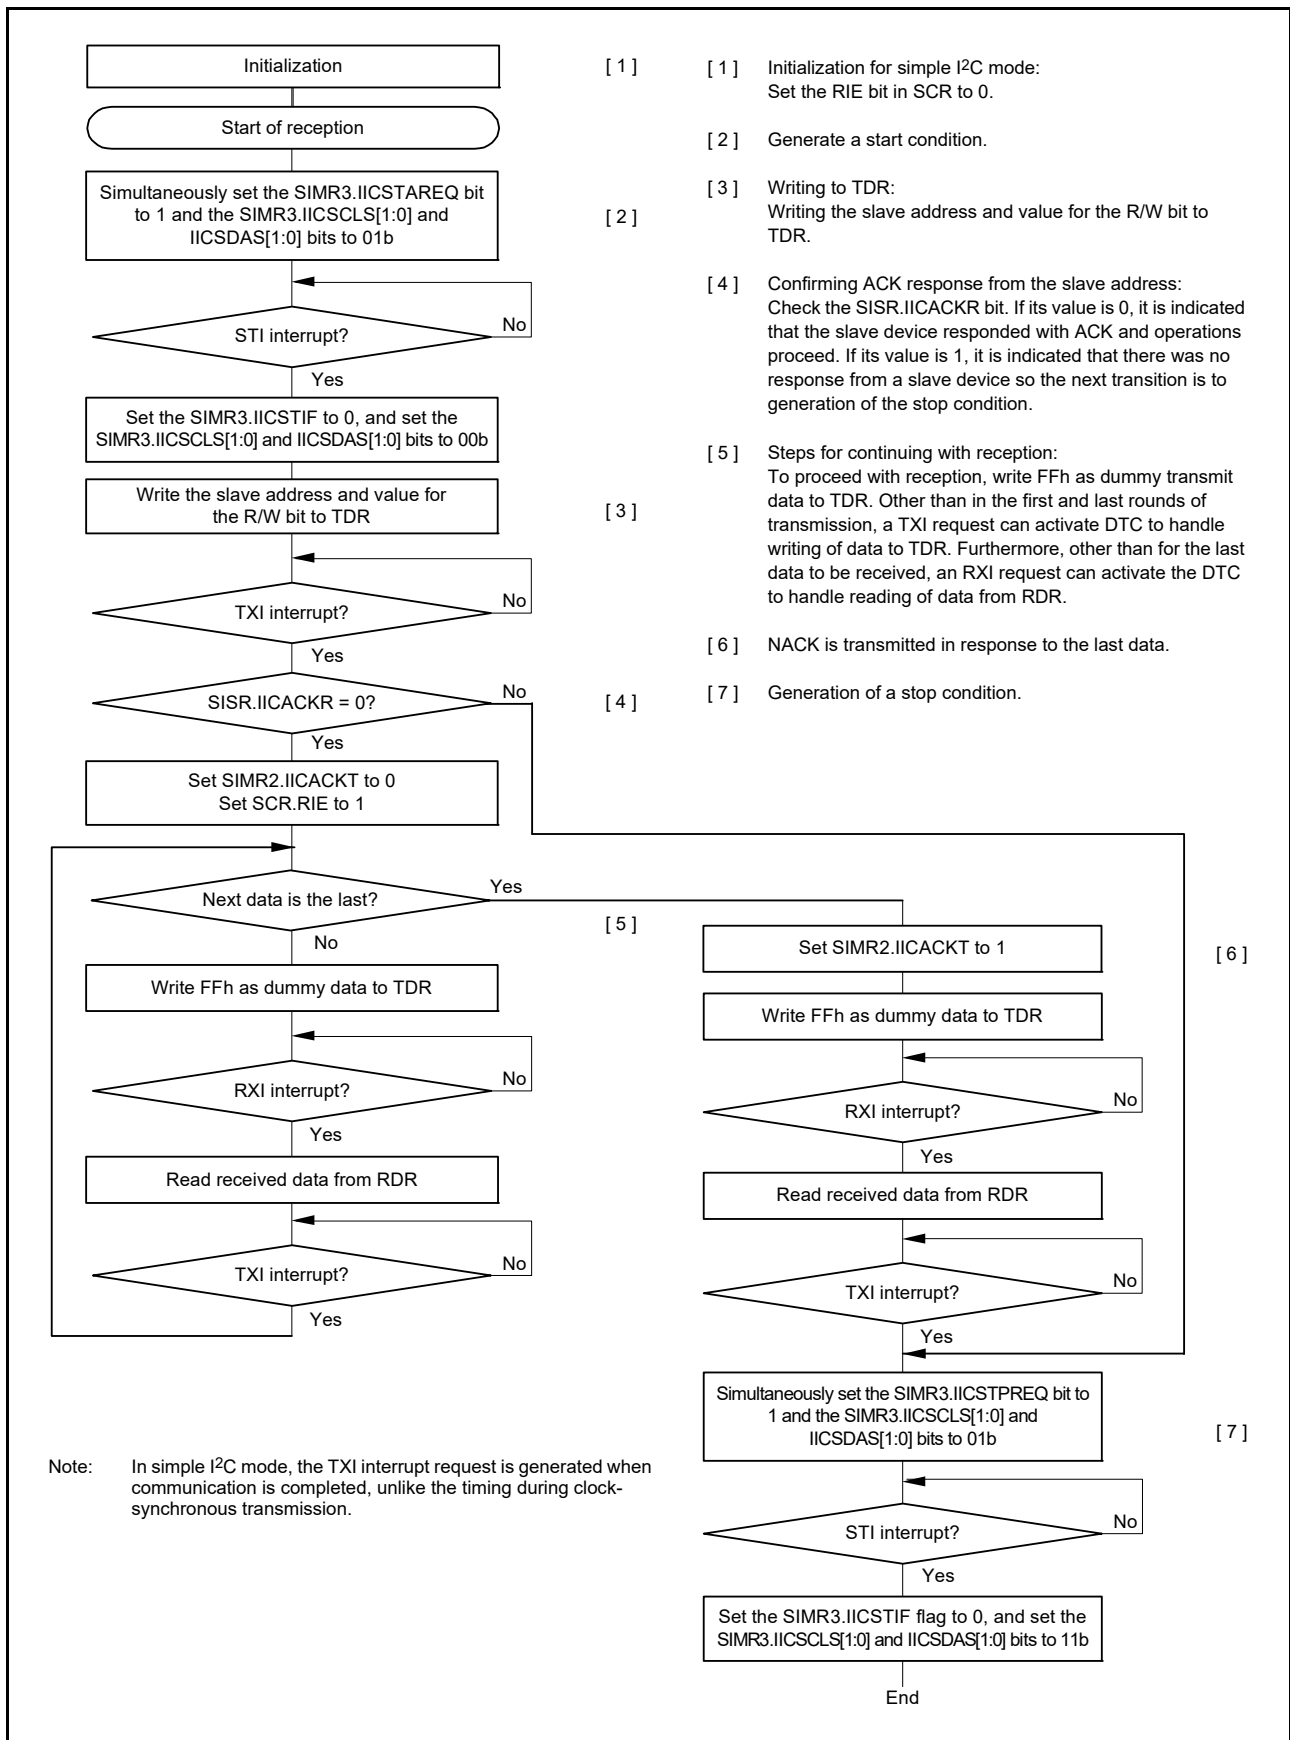 Initialization
[ 1 ]
Start of reception
Simultaneously set the SIMR3.IICSTAREQ bit
to 1 and the SIMR3.IICSCLS[1:0] and
IICSDAS[1:0] bits to 01b
[ 2 ]
STI interrupt?
No
Yes
Set the SIMR3.IICSTIF to 0, and set the
SIMR3.IICSCLS[1:0] and IICSDAS[1:0] bits to 00b
Write the slave address and value for
the R/W bit to TDR
[ 3 ]
TXI interrupt?
No
Yes
SISR.IICACKR = 0?
No
[ 4 ]
Yes
Set SIMR2.IICACKT to 0
Set SCR.RIE to 1
Next data is the last?
Yes
[ 5 ]
No
Write FFh as dummy data to TDR
RXI interrupt?
No
Yes
Read received data from RDR
TXI interrupt?
No
Yes
[ 1 ] Initialization for simple I2C mode:
Set the RIE bit in SCR to 0.
[ 2 ] Generate a start condition.
[ 3 ] Writing to TDR:
Writing the slave address and value for the R/W bit to
TDR.
[ 4 ] Confirming ACK response from the slave address:
Check the SISR.IICACKR bit. If its value is 0, it is indicated
that the slave device responded with ACK and operations
proceed. If its value is 1, it is indicated that there was no
response from a slave device so the next transition is to
generation of the stop condition.
[ 5 ] Steps for continuing with reception:
To proceed with reception, write FFh as dummy transmit
data to TDR. Other than in the first and last rounds of
transmission, a TXI request can activate DTC to handle
writing of data to TDR. Furthermore, other than for the last
data to be received, an RXI request can activate the DTC
to handle reading of data from RDR.
[ 6 ] NACK is transmitted in response to the last data.
[ 7 ] Generation of a stop condition.
Set SIMR2.IICACKT to 1
[ 6 ]
Write FFh as dummy data to TDR
RXI interrupt?
No
Yes
Read received data from RDR
TXI interrupt?
No
Yes
Simultaneously set the SIMR3.IICSTPREQ bit to
1 and the SIMR3.IICSCLS[1:0] and
IICSDAS[1:0] bits to 01b
[ 7 ]
STI interrupt?
No
Yes
Set the SIMR3.IICSTIF flag to 0, and set the
SIMR3.IICSCLS[1:0] and IICSDAS[1:0] bits to 11b
End
Note: In simple I2C mode, the TXI interrupt request is generated when
communication is completed, unlike the timing during clock-
synchronous transmission.